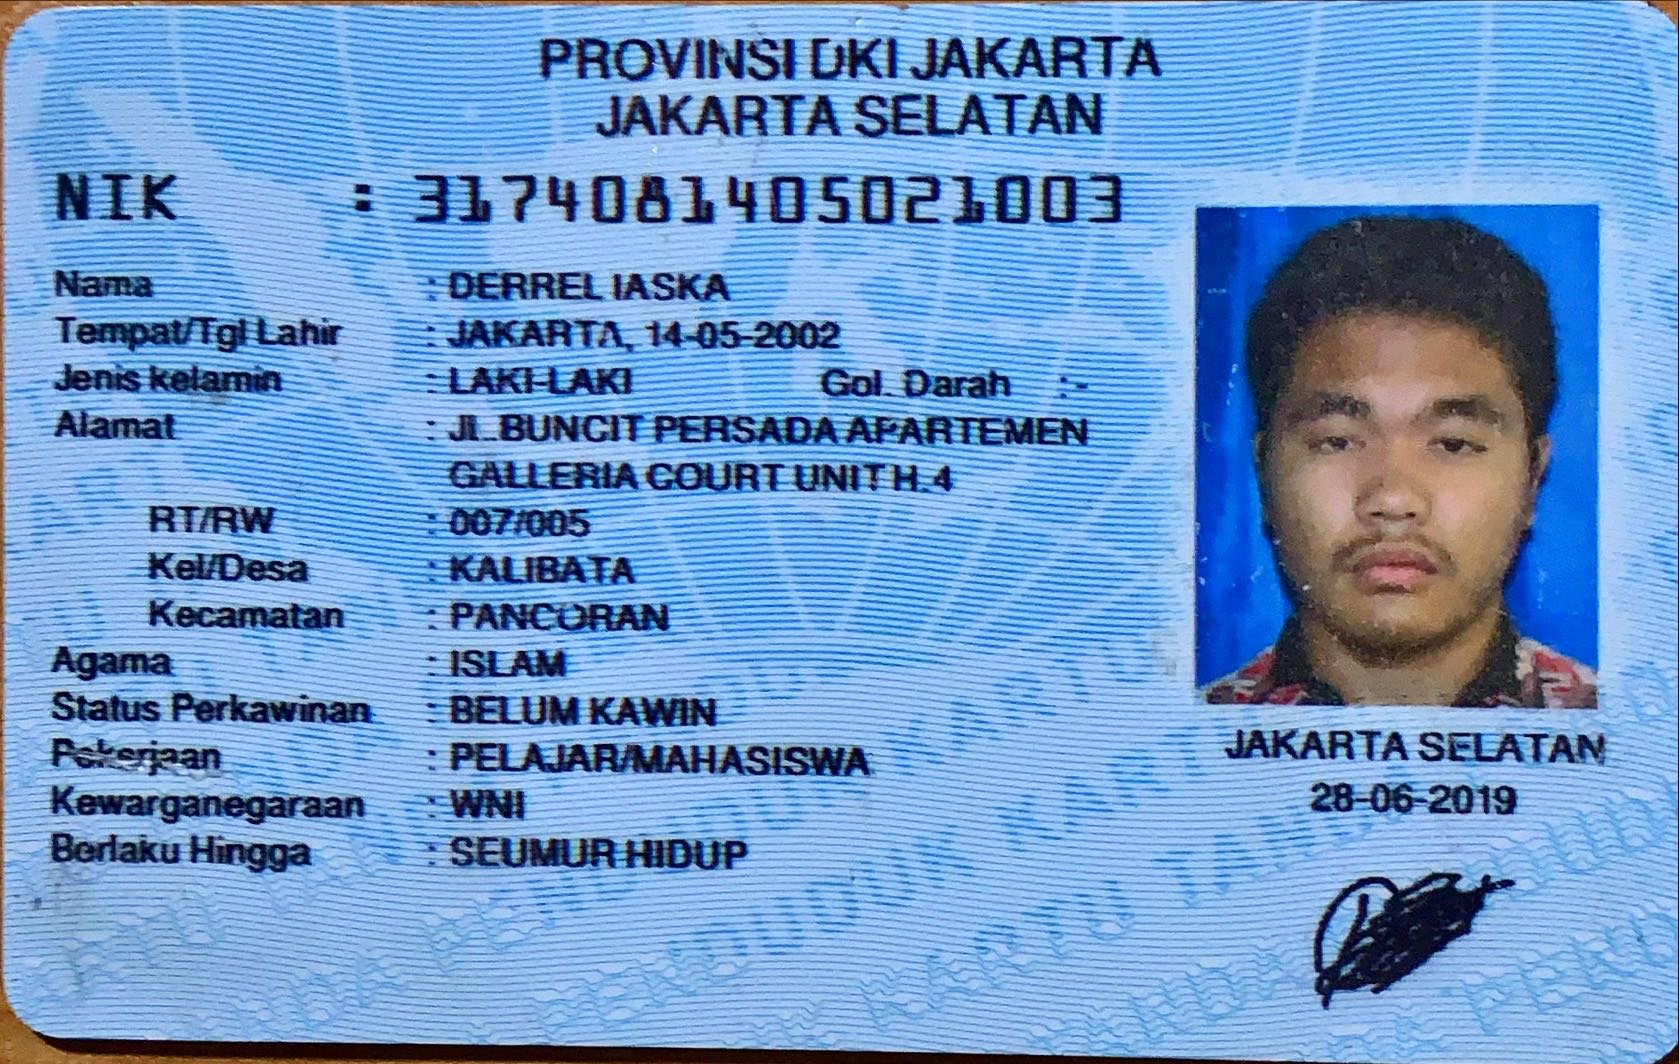 PROVINSI DKI JAKARTA
JAKARTA SELATAN
NIK : 3174081405021003
Nama : DERREL IASKA
Tempat/Tgl Lahir : JAKARTA, 14-05-2002
Jenis kelamin : LAKI-LAKI Gol. Darah :-
Alamat : JL.BUNCIT PERSADA APARTEMEN
GALLERIA COURT UNIT H.4
RT/RW : 007/005
Kel/Desa : KALIBATA
Kecamatan : PANCORAN
Agama : ISLAM
Status Perkawinan : BELUM KAWIN
Pekerjaan : PELAJAR/MAHASISWA
Kewarganegaraan : WNI
Berlaku Hingga : SEUMUR HIDUP
JAKARTA SELATAN
28-06-2019